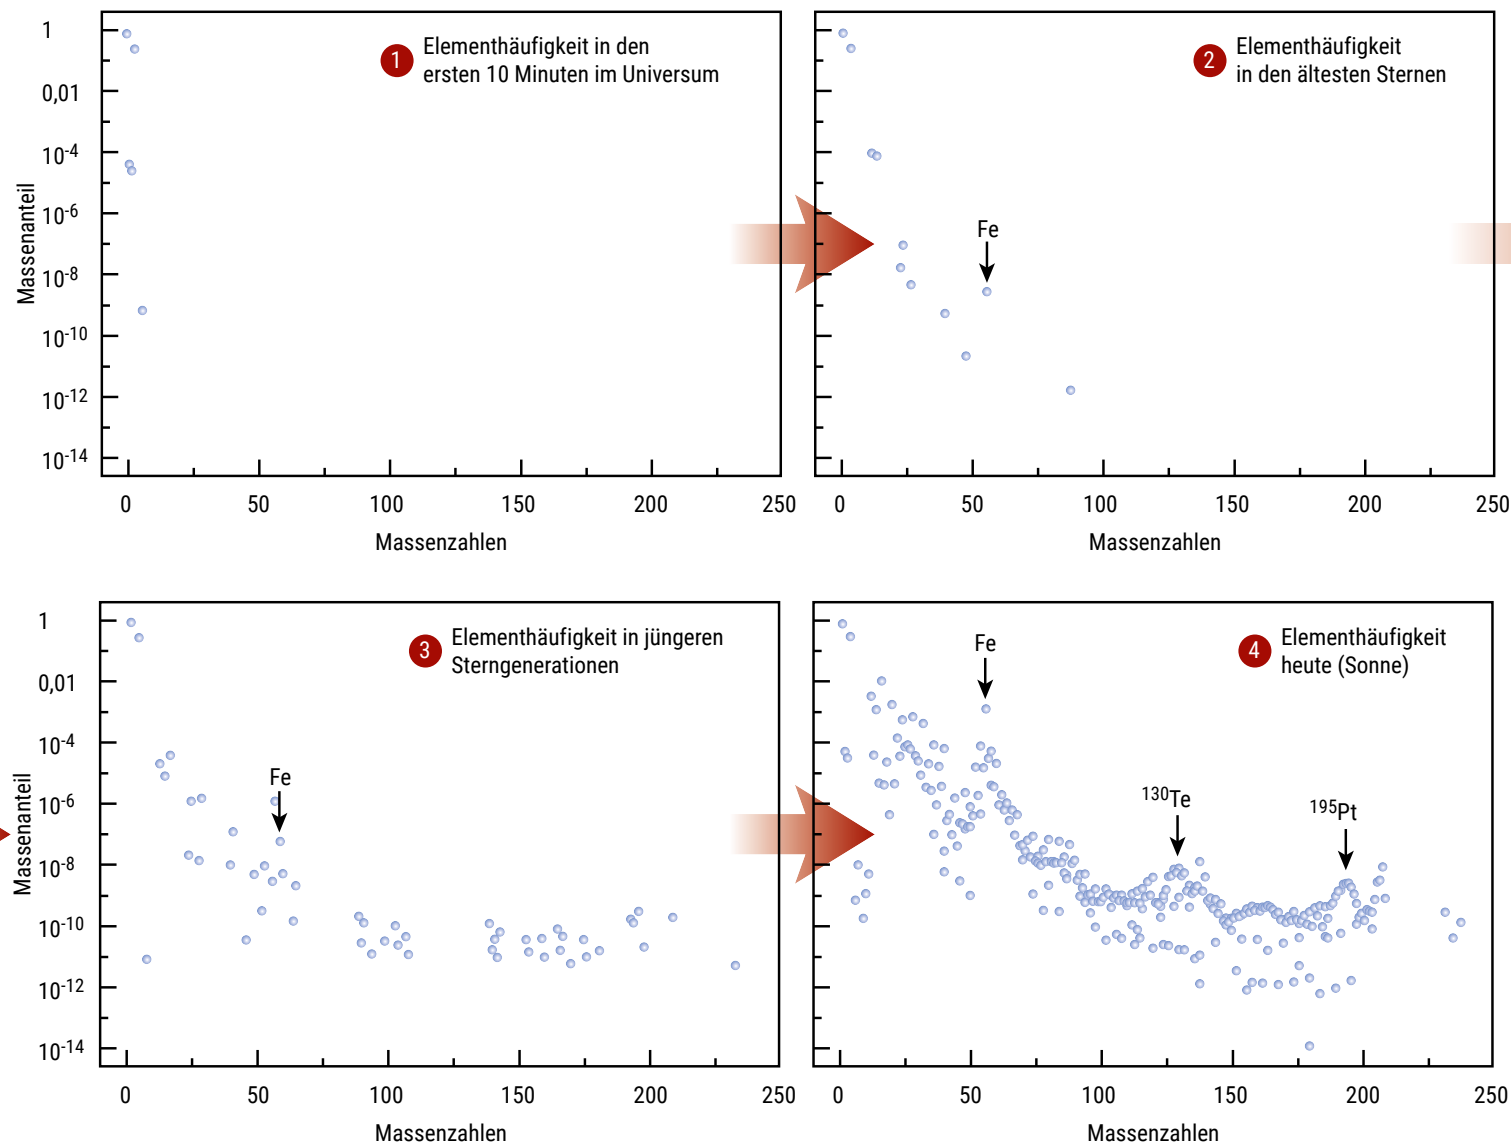 1
0,01
10-4
10-6
10-8
10-10
10-12
10-14
Massenanteil
1 Elementhäufigkeit in den
ersten 10 Minuten im Universum
0 50 100 150 200 250
Massenzahlen
2 Elementhäufigkeit
in den ältesten Sternen
Fe
0 50 100 150 200 250
Massenzahlen
1
0,01
10-4
10-6
10-8
10-10
10-12
10-14
Massenanteil
3 Elementhäufigkeit in jüngeren
Sterngenerationen
Fe
0 50 100 150 200 250
Massenzahlen
4 Elementhäufigkeit
heute (Sonne)
Fe
130Te
195Pt
0 50 100 150 200 250
Massenzahlen